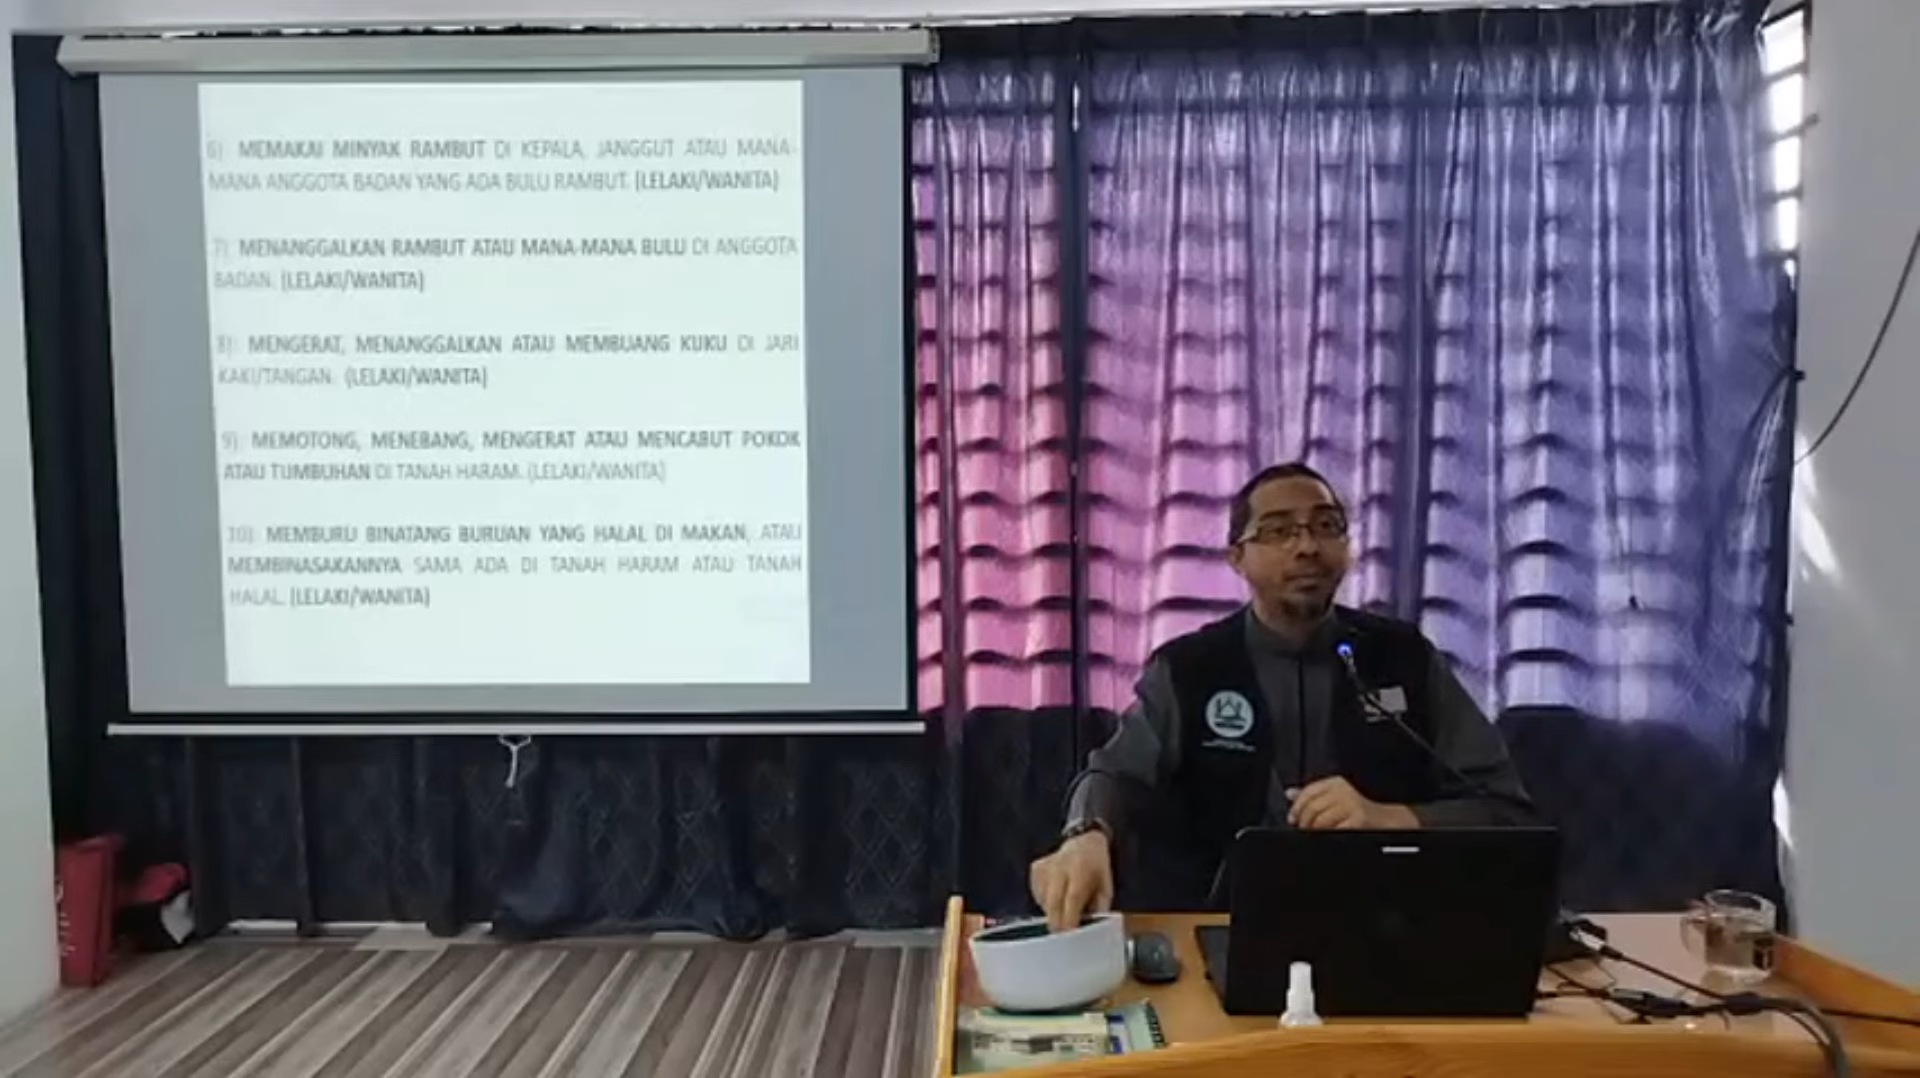 6) MEMAKAI MINYAK RAMBUT DI KEPALA, JANGGUT ATAU MANA-
MANA ANGGOTA BADAN YANG ADA BULU RAMBUT. (LELAKI/WANITA)
7) MENANGGALKAN RAMBUT ATAU MANA-MANA BULU DI ANGGOTA
BADAN. (LELAKI/WANITA)
8) MENGERAT, MENANGGALKAN ATAU MEMBUANG KUKU DI JARI
KAKI/TANGAN. (LELAKI/WANITA)
9) MEMOTONG, MENEBANG, MENGERAT ATAU MENCABUT POKOK
ATAU TUMBUHAN DI TANAH HARAM. (LELAKI/WANITA)
10) MEMBURU BINATANG BURUAN YANG HALAL DI MAKAN, ATAU
MEMBINASAKANNYA SAMA ADA DI TANAH HARAM ATAU TANAH
HALAL. (LELAKI/WANITA)